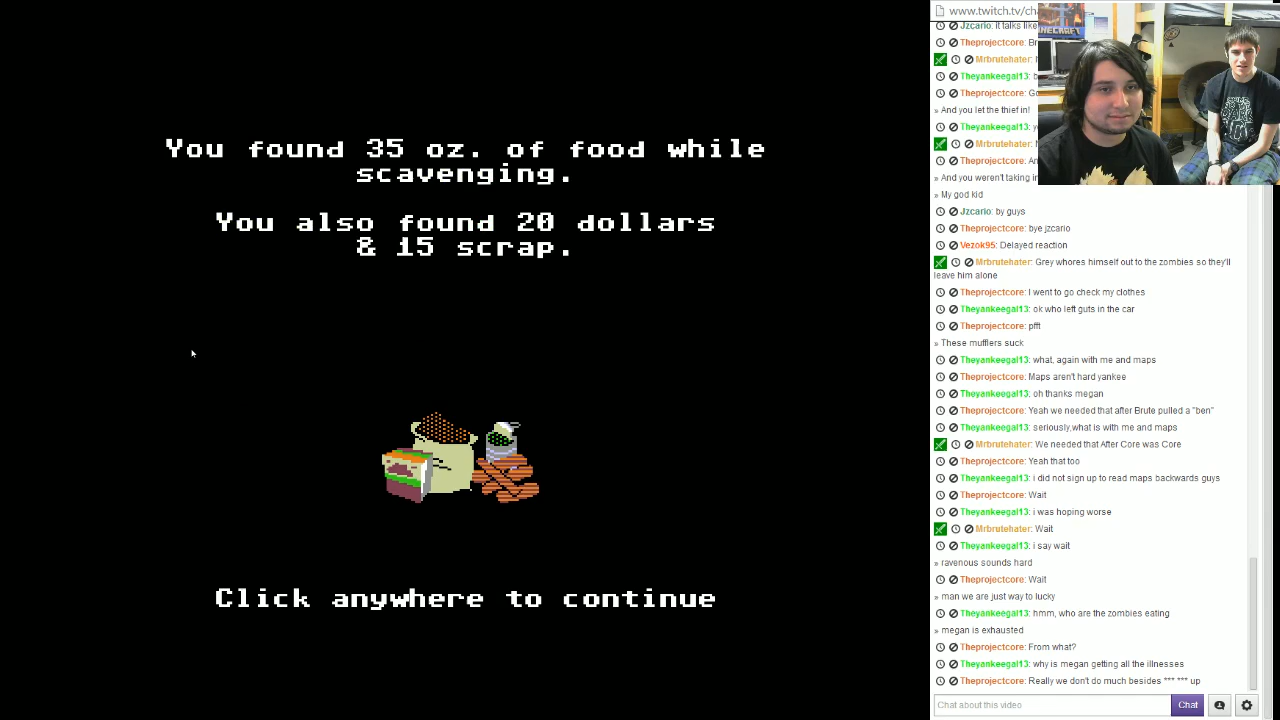 www.twitch.tv/ch
You found 35 oz. of food while
scavenging.
You also found 20 dollars
& 15 scrap.
Click anywhere to continue
MINECRAFT
Jzcario: it talks like
Theprojectcore:
Mrbrutehater:
Theyankeegal13:
Theprojectcore:
» And you let the thief in!
Theyankeegal13:
Mrbrutehater:
Theprojectcore:
» And you weren't taking
» My god kid
Jzcario: by guys
Theprojectcore: bye jzcario
Vezok95: Delayed reaction
Mrbrutehater: Grey whores himself out to the zombies so they'll
leave him alone
Theprojectcore: I went to go check my clothes
Theyankeegal13: ok who left guts in the car
Theprojectcore: pfft
» These mufflers suck
Theyankeegal13: what, again with me and maps
Theprojectcore: Maps aren't hard yankee
Theyankeegal13: oh thanks megan
Theprojectcore: Yeah we needed that after Brute pulled a "ben"
Theyankeegal13: seriously,what is with me and maps
Mrbrutehater: We needed that After Core was Core
Theprojectcore: Yeah that too
Theyankeegal13: i did not sign up to read maps backwards guys
Theprojectcore: Wait
Theyankeegal13: i was hoping worse
Mrbrutehater: Wait
Theyankeegal13: i say wait
» ravenous sounds hard
Theprojectcore: Wait
» man we are just way to lucky
Theyankeegal13: hmm, who are the zombies eating
» megan is exhausted
Theprojectcore: From what?
Theyankeegal13: why is megan getting all the illnesses
Theprojectcore: Really we don't do much besides *** *** up
Chat about this video
Chat